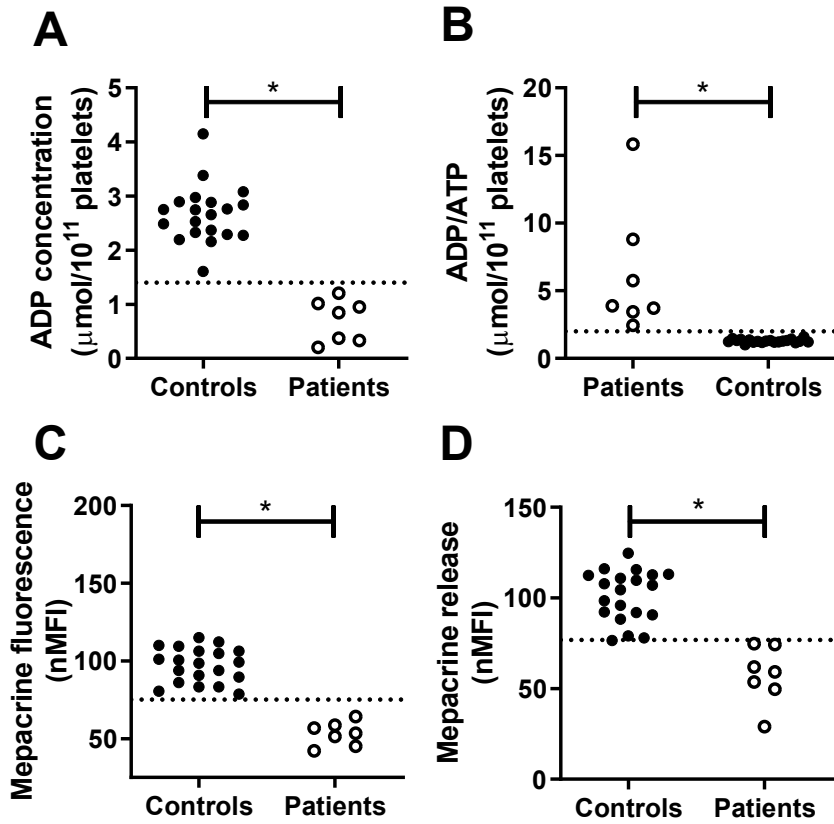 A
ADP concentration
(μmol/10¹¹ platelets)
5
4
3
2
1
0
*
Controls
Patients
B
ADP/ATP
(μmol/10¹¹ platelets)
20
15
10
5
0
*
Patients
Controls
C
Mepacrine fluorescence
(nMFI)
200
150
100
50
*
Controls
Patients
D
Mepacrine release
(nMFI)
150
100
50
0
*
Controls
Patients